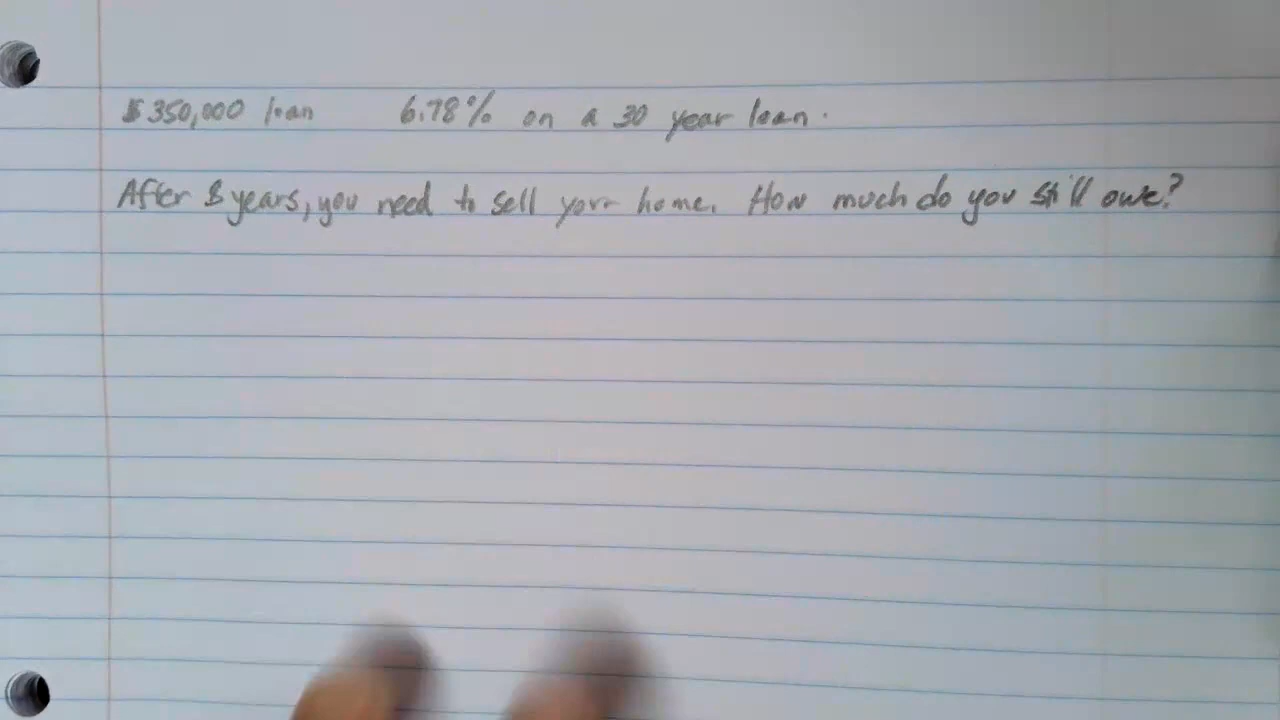 $350,000 loan 6.78% on a 30 year loan.
After 8 years, you need to sell your home. How much do you still owe?